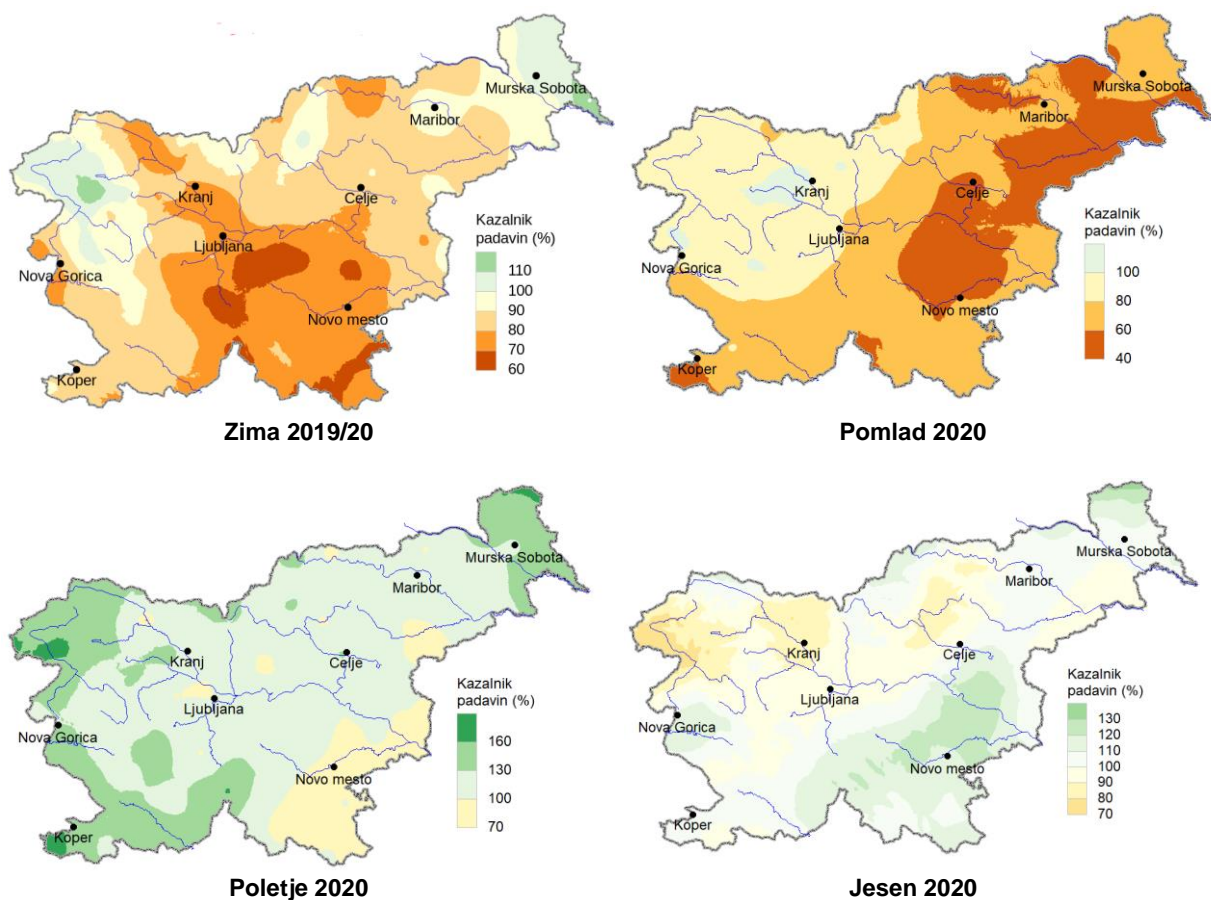 Murska Sobota
Maribor
Kranj
Celje
Ljubljana
Nova Gorica
Novo mesto
Koper
Kazalnik
padavin (%)
110
100
90
80
70
60
Zima 2019/20
Murska Sobota
Maribor
Kranj
Celje
Ljubljana
Nova Gorica
Novo mesto
Koper
Kazalnik
padavin (%)
100
80
60
40
Pomlad 2020
Murska Sobota
Maribor
Kranj
Celje
Ljubljana
Nova Gorica
Novo mesto
Koper
Kazalnik
padavin (%)
160
130
100
70
Poletje 2020
Murska Sobota
Maribor
Kranj
Celje
Ljubljana
Nova Gorica
Novo mesto
Koper
Kazalnik
padavin (%)
130
120
110
100
90
80
70
Jesen 2020